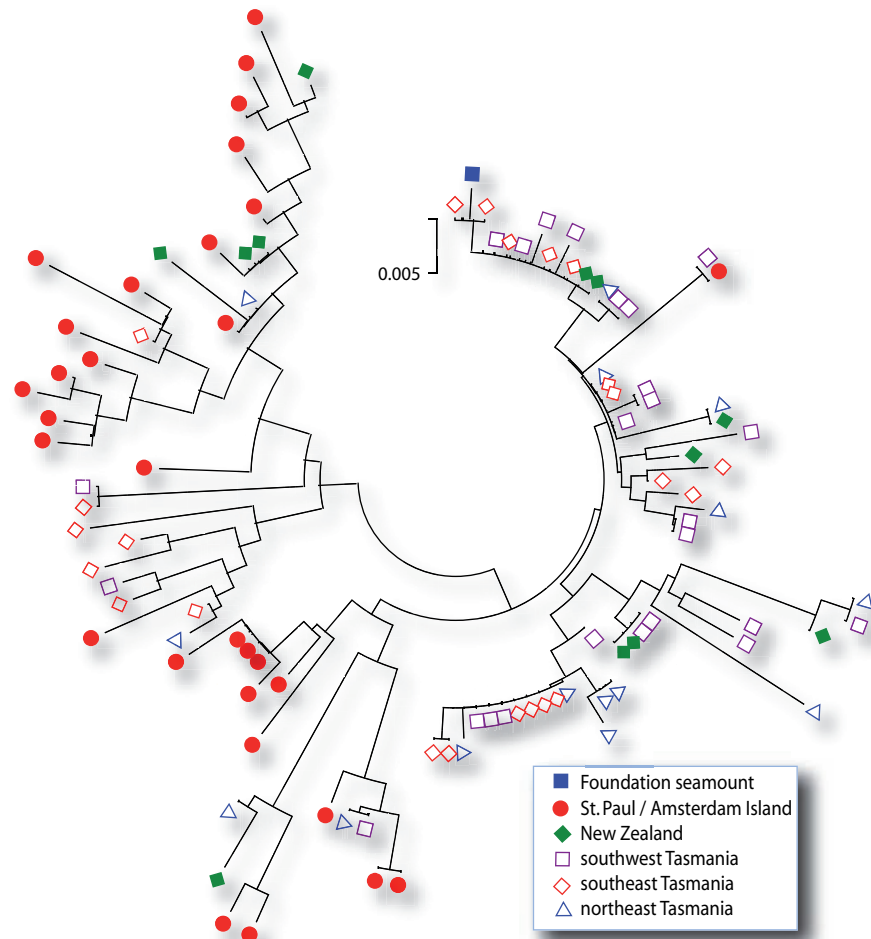 0.005
Foundation seamount
St. Paul / Amsterdam Island
New Zealand
southwest Tasmania
southeast Tasmania
northeast Tasmania